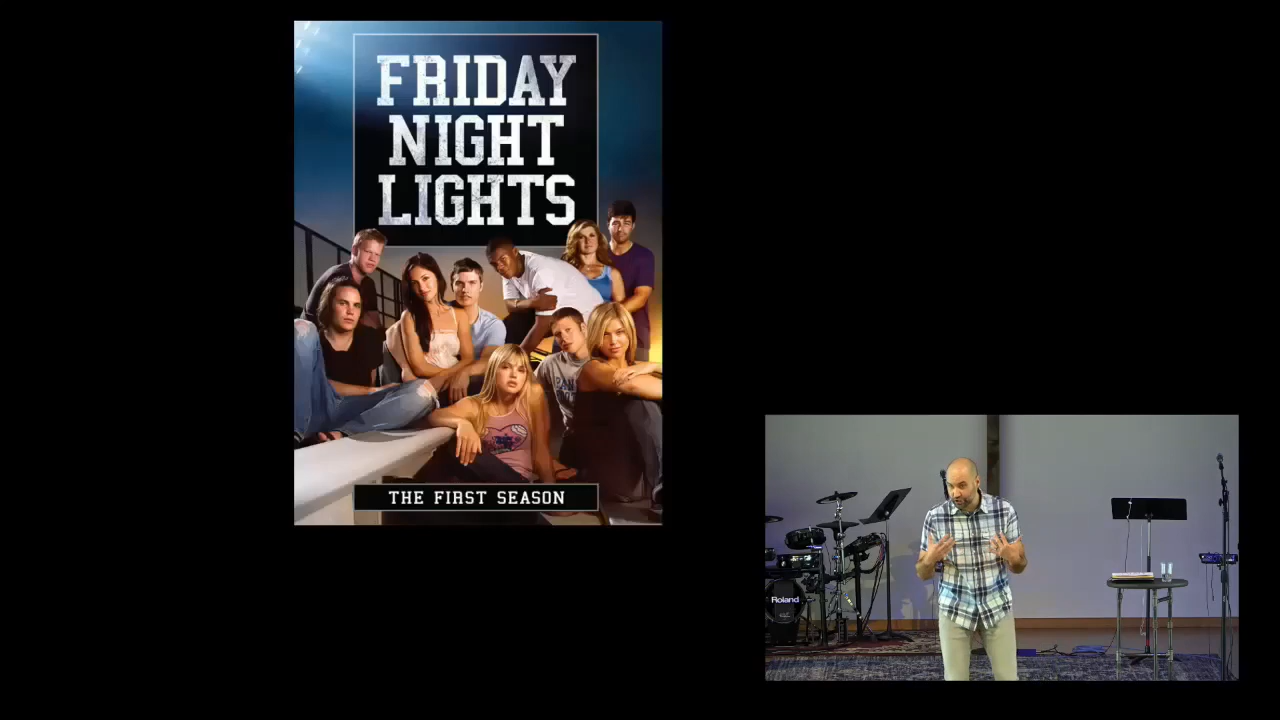 FRIDAY
NIGHT
LIGHTS
THE FIRST SEASON
Roland